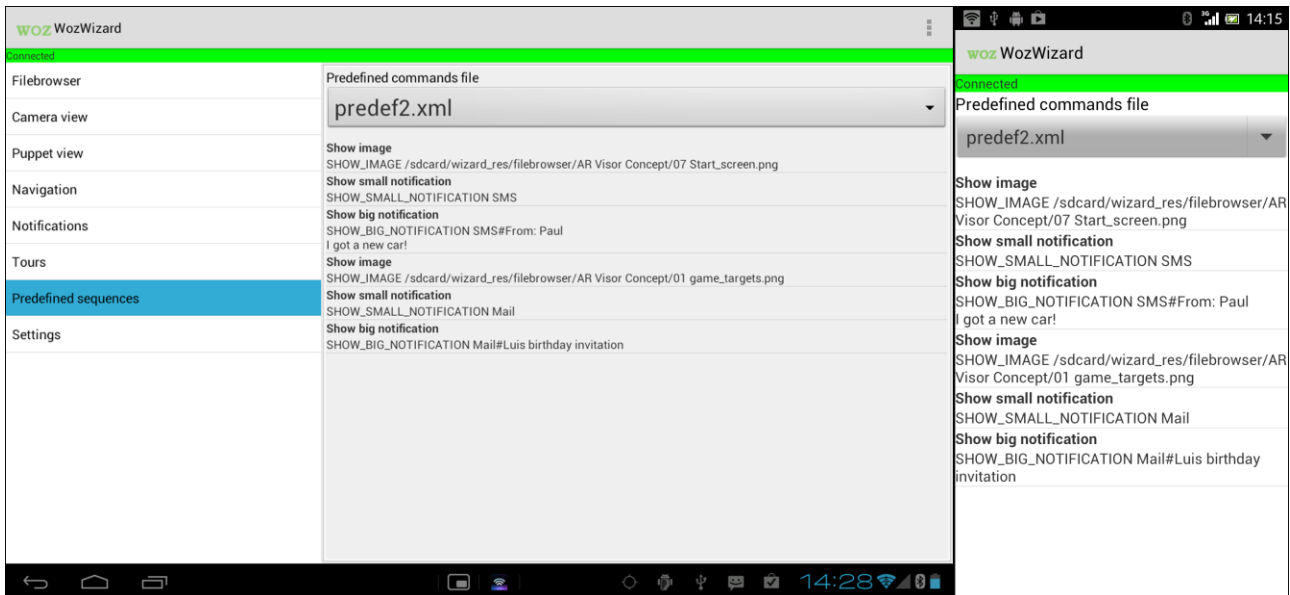 woz WozWizard
Connected
Filebrowser
Camera view
Puppet view
Navigation
Notifications
Tours
Predefined sequences
Settings
Predefined commands file
predef2.xml
Show image
SHOW_IMAGE /sdcard/wizard_res/filebrowser/AR Visor Concept/07 Start_screen.png
Show small notification
SHOW_SMALL_NOTIFICATION SMS
Show big notification
SHOW_BIG_NOTIFICATION SMS#From: Paul
I got a new car!
Show image
SHOW_IMAGE /sdcard/wizard_res/filebrowser/AR Visor Concept/01 game_targets.png
Show small notification
SHOW_SMALL_NOTIFICATION Mail
Show big notification
SHOW_BIG_NOTIFICATION Mail#Luis birthday invitation
14:28
3G 14:15
woz WozWizard
Connected
Predefined commands file
predef2.xml
Show image
SHOW_IMAGE /sdcard/wizard_res/filebrowser/AR
Visor Concept/07 Start_screen.png
Show small notification
SHOW_SMALL_NOTIFICATION SMS
Show big notification
SHOW_BIG_NOTIFICATION SMS#From: Paul
I got a new car!
Show image
SHOW_IMAGE /sdcard/wizard_res/filebrowser/AR
Visor Concept/01 game_targets.png
Show small notification
SHOW_SMALL_NOTIFICATION Mail
Show big notification
SHOW_BIG_NOTIFICATION Mail#Luis birthday
invitation